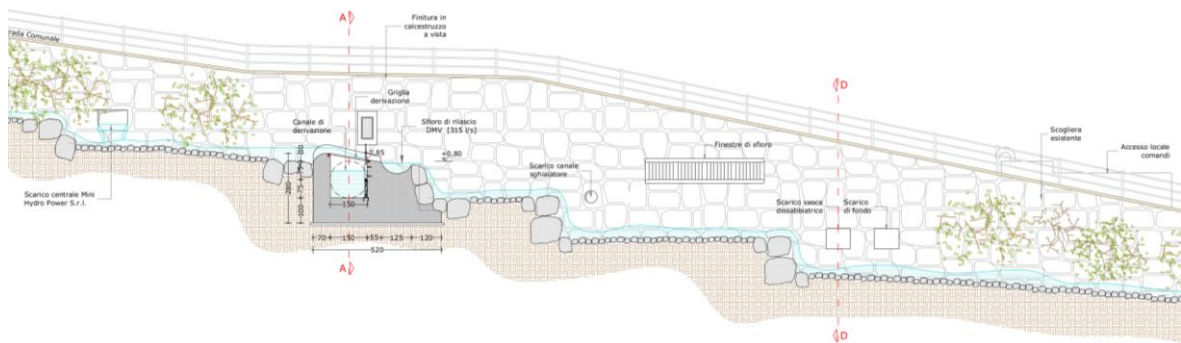 A
Finitura in
calcestruzzo
a vista
rada Comunale
Griglia
derivazione
D
Canale di
derivazione
Sfioro di rilascio
DMV [315 l/s]
Scogliera
esistente
Finestre di sfioro
Accesso locale
comandi
0,85
+0,80
Scarico canale
sghiaiatore
Scarico centrale Mini
Hydro Power S.r.l.
280
100
75
150
Scarico vasca
dissabbiatrice
Scarico
di fondo
70
150
55
125
120
520
A
D